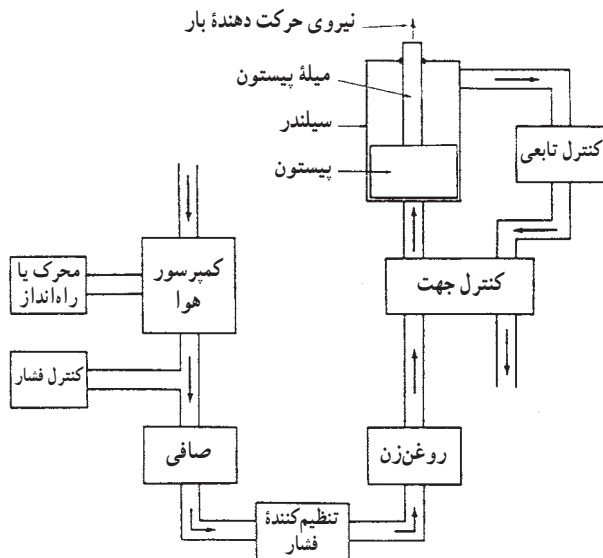 نیروی حرکت دهندهٔ بار
میلهٔ پیستون
سیلندر
پیستون
کنترل تابعی
کنترل جهت
کمپرسور
هوا
محرک یا
راه‌انداز
کنترل فشار
صافی
روغن‌زن
تنظیم‌کنندهٔ
فشار